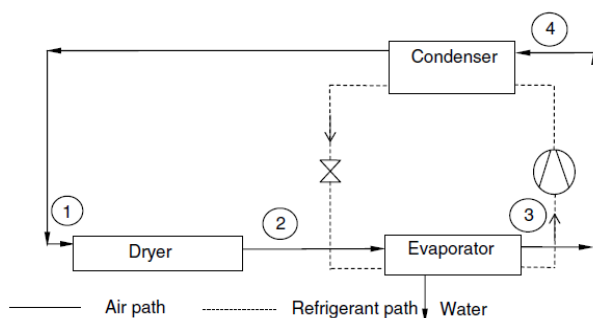 4
Condenser
1
2
3
Dryer
Evaporator
Air path
Refrigerant path
Water